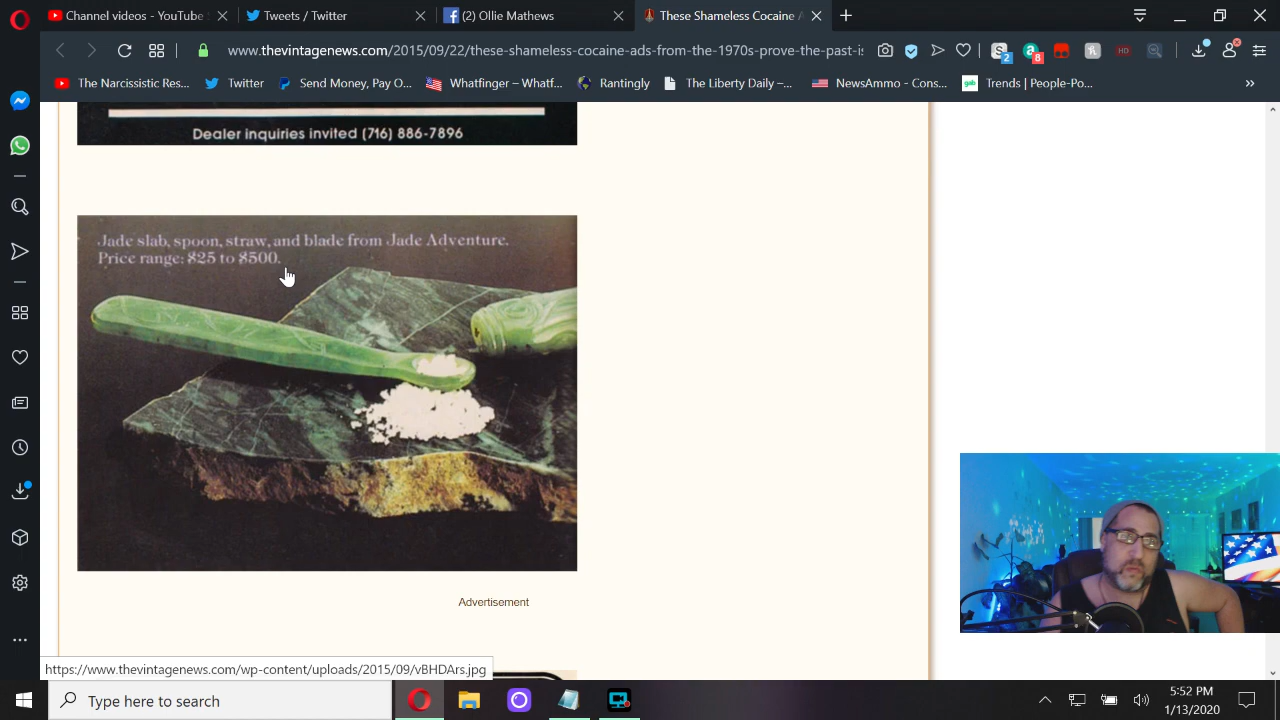 Channel videos - YouTube
Tweets / Twitter
(2) Ollie Mathews
These Shameless Cocaine
www.thevintagenews.com/2015/09/22/these-shameless-cocaine-ads-from-the-1970s-prove-the-past-is
2
8
HD
The Narcissistic Res...
Twitter
Send Money, Pay O...
Whatfinger – Whatf...
Rantingly
The Liberty Daily –...
NewsAmmo - Cons...
gab
Trends | People-Po...
»
Dealer inquiries invited (716) 886-7896
Jade slab, spoon, straw, and blade from Jade Adventure.
Price range: $25 to $500.
Advertisement
https://www.thevintagenews.com/wp-content/uploads/2015/09/vBHDArs.jpg
Type here to search
5:52 PM
1/13/2020